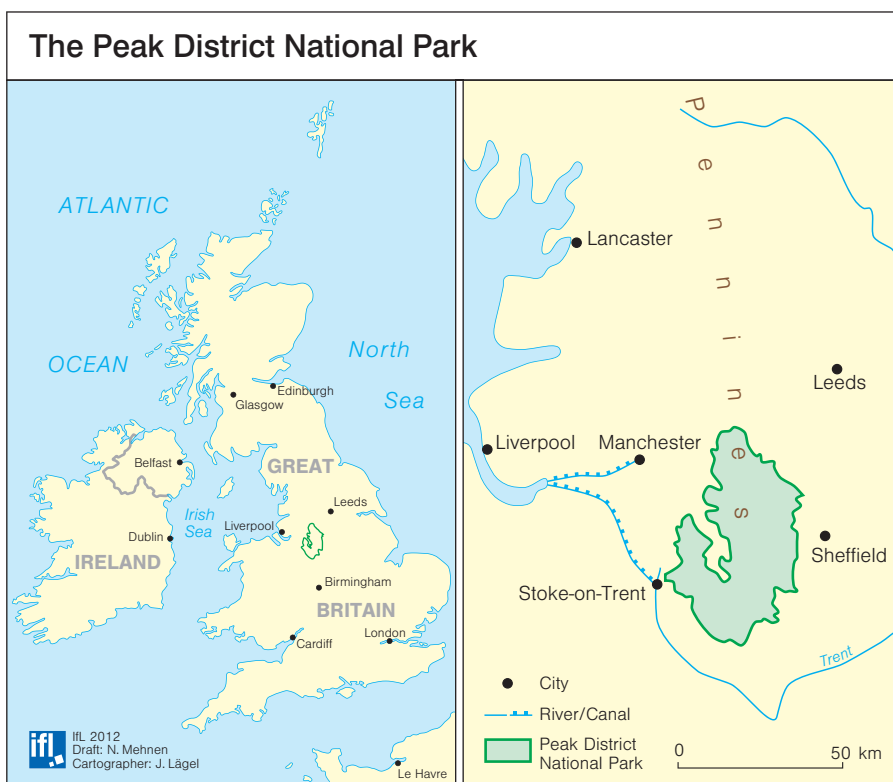 The Peak District National Park
ATLANTIC
OCEAN
North
Sea
Edinburgh
Glasgow
GREAT
Belfast
Irish
Sea
Leeds
Liverpool
Dublin
IRELAND
Birmingham
BRITAIN
London
Cardiff
Le Havre
ifl
IfL 2012
Draft: N. Mehnen
Cartographer: J. Lägel
Pennines
Lancaster
Leeds
Liverpool
Manchester
Sheffield
Stoke-on-Trent
Trent
City
River/Canal
Peak District
National Park
0 50 km